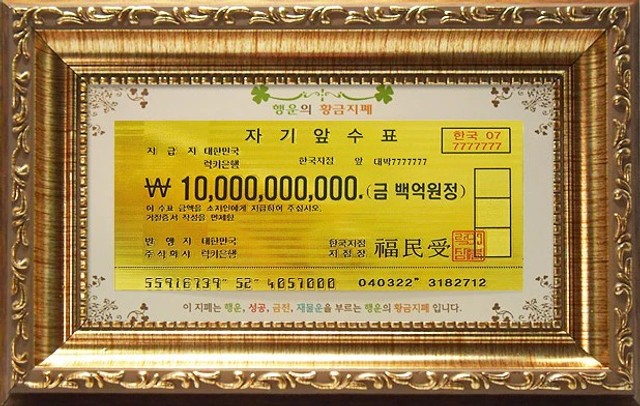 행운의 황금지폐
자기앞수표
한국 07
7777777
지 급 지 대한민국
럭키은행
한국지점 앞 대박7777777
₩ 10,000,000,000.(금 백억원정)
이 수표 금액을 소지인에게 지급하여 주십시오.
거절증서 작성을 면제함.
발 행 지 대한민국
주식회사 럭키은행
한국지점
지점장 福民受
55916739" 52" 4057000 040322" 3182712
이 지폐는 행운, 성공, 금전, 재물운을 부르는 행운의 황금지폐 입니다.